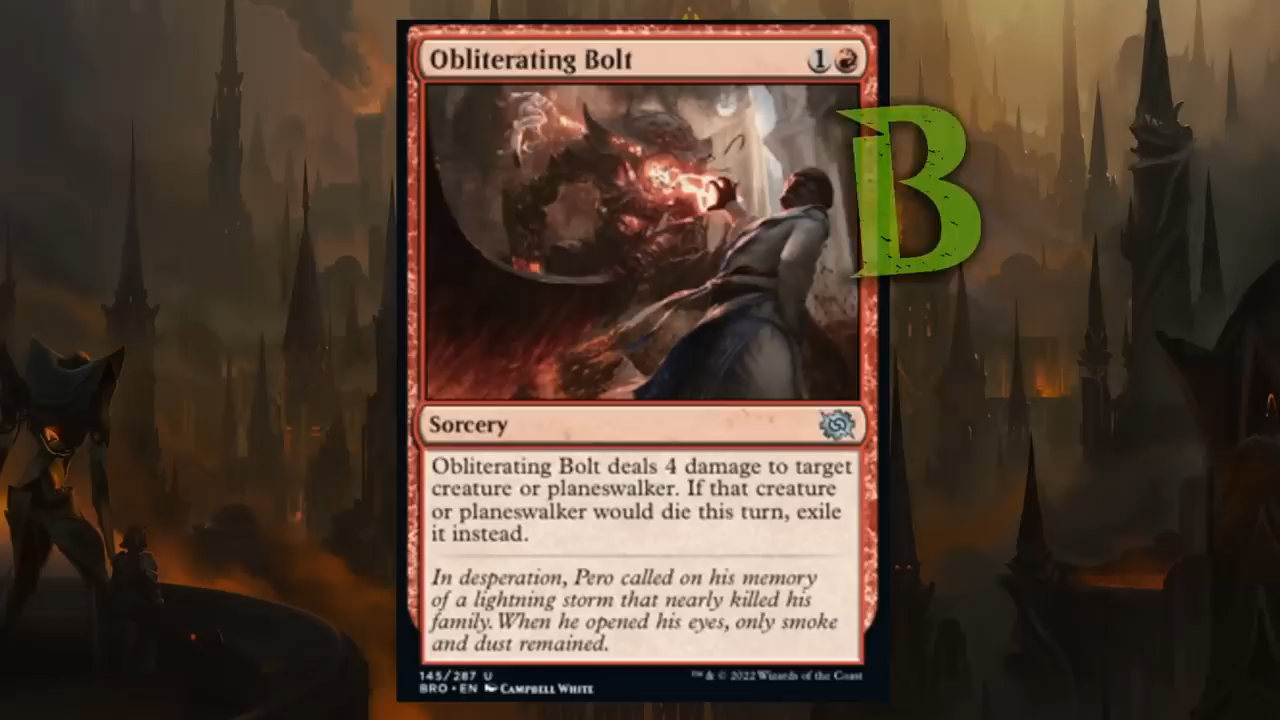 Obliterating Bolt 1
B
Sorcery
Obliterating Bolt deals 4 damage to target
creature or planeswalker. If that creature
or planeswalker would die this turn, exile
it instead.
In desperation, Pero called on his memory
of a lightning storm that nearly killed his
family. When he opened his eyes, only smoke
and dust remained.
145/287 U
BRO • EN CAMPBELL WHITE
™ & © 2022 Wizards of the Coast